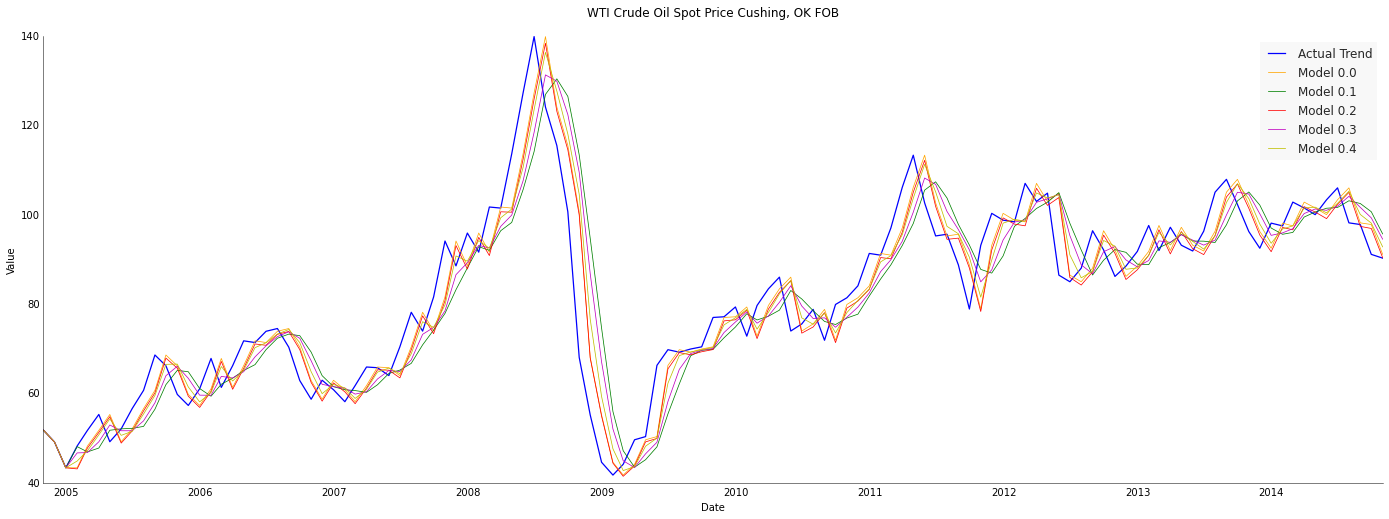 WTI Crude Oil Spot Price Cushing, OK FOB
140
120
100
80
60
40
Value
Actual Trend
Model 0.0
Model 0.1
Model 0.2
Model 0.3
Model 0.4
2005 2006 2007 2008 2009 2010 2011 2012 2013 2014
Date